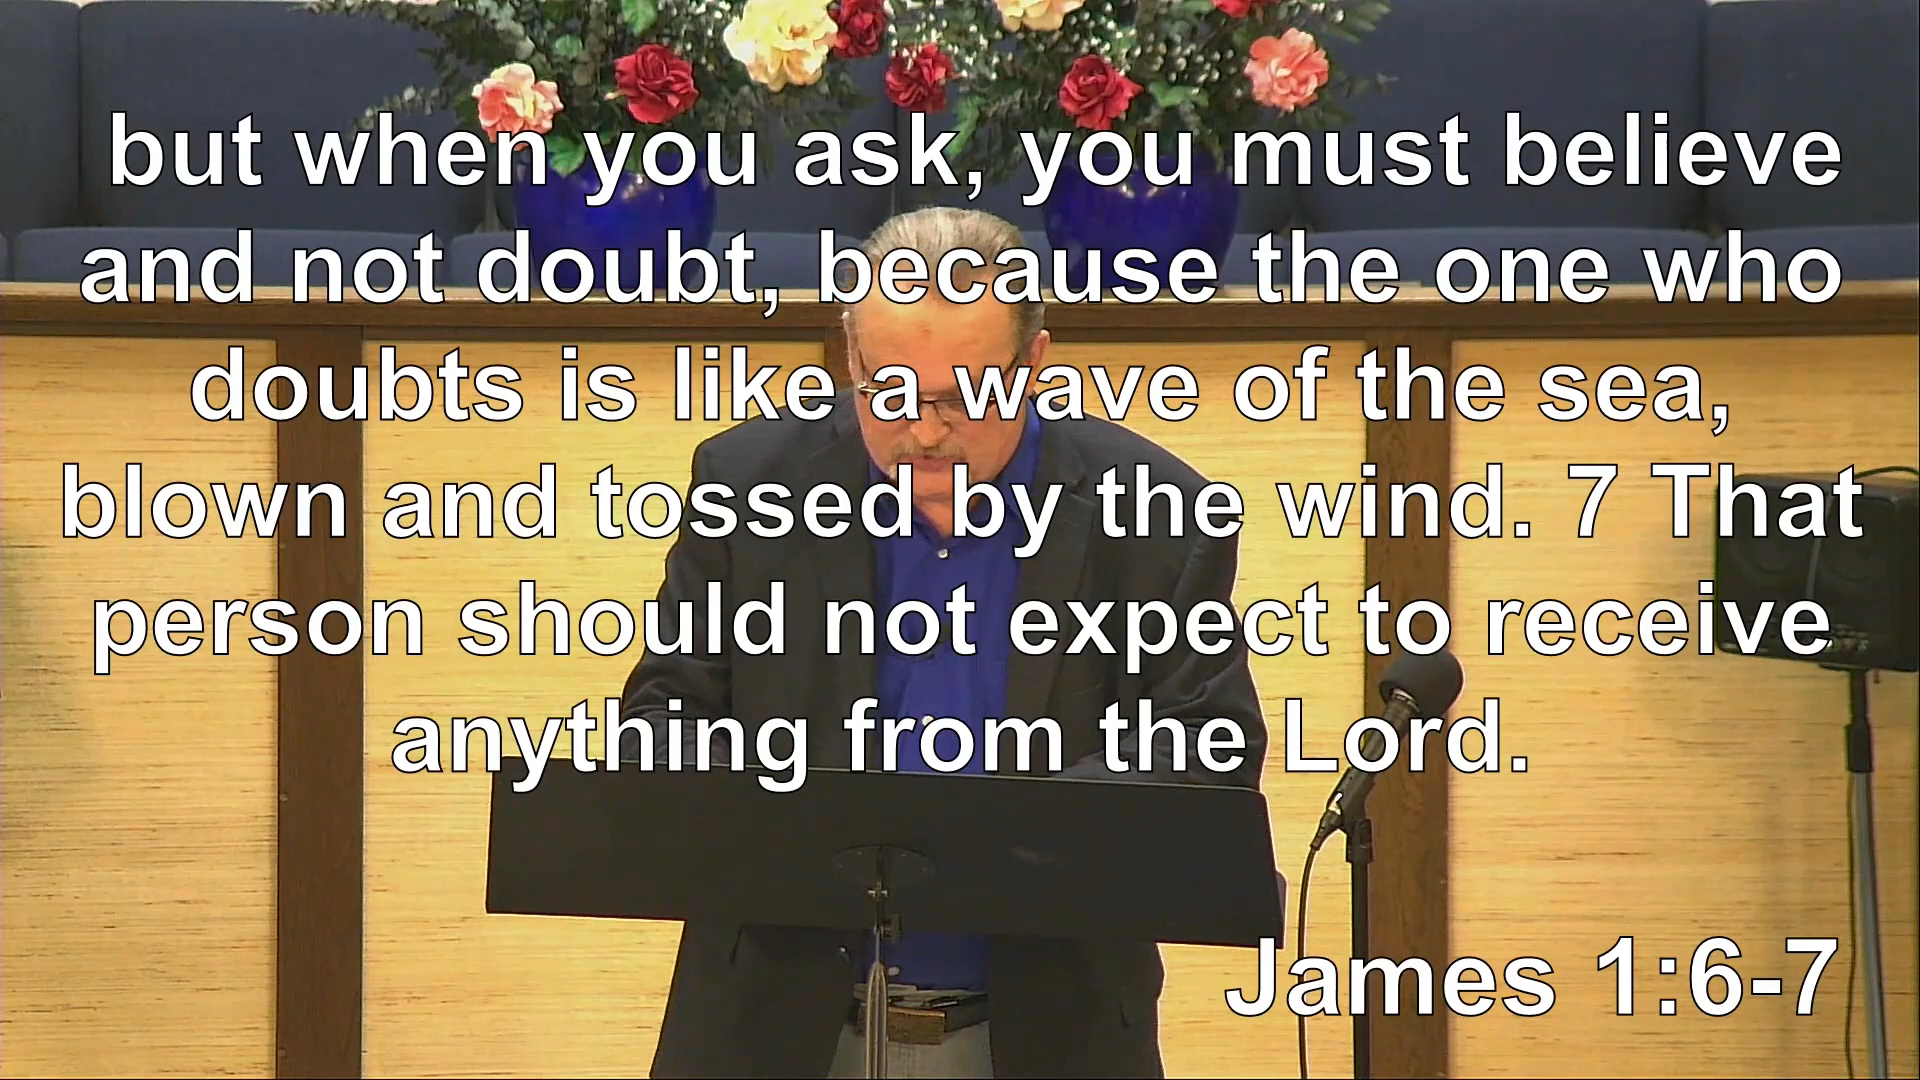 but when you ask, you must believe
and not doubt, because the one who
doubts is like a wave of the sea,
blown and tossed by the wind. 7 That
person should not expect to receive
anything from the Lord.
James 1:6-7